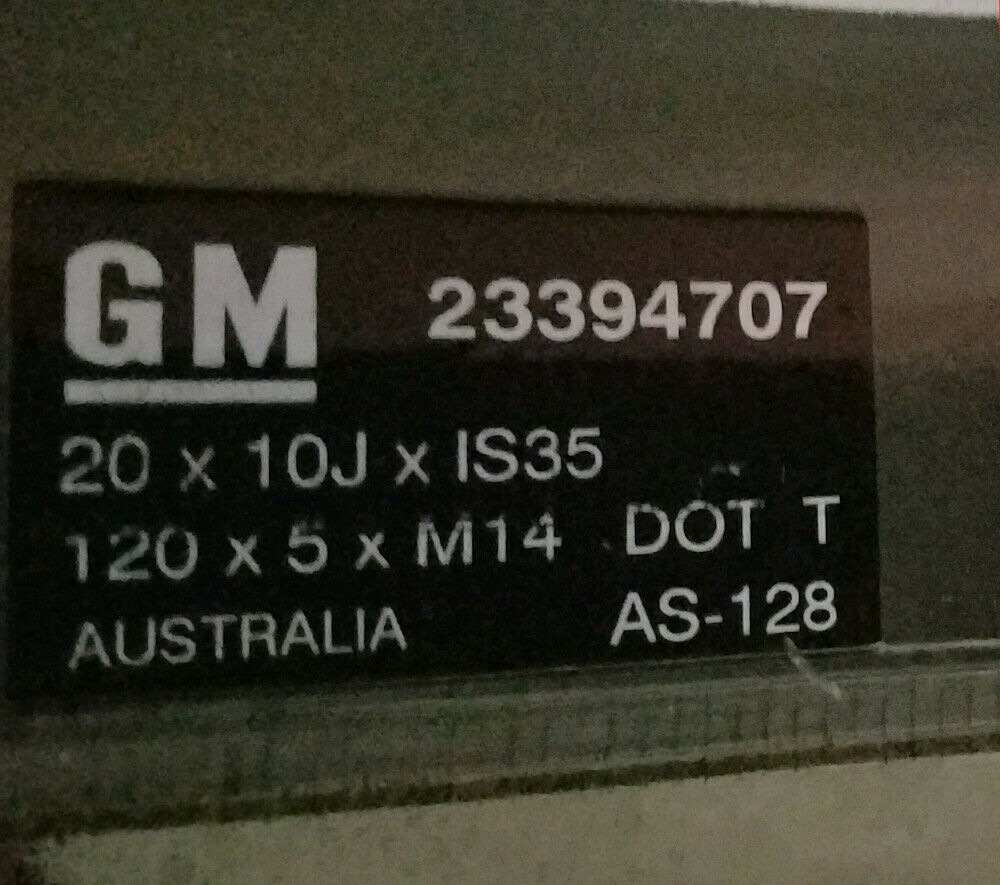 GM 23394707
20 x 10J x IS35
120 x 5 x M14 DOT T
AUSTRALIA AS-128